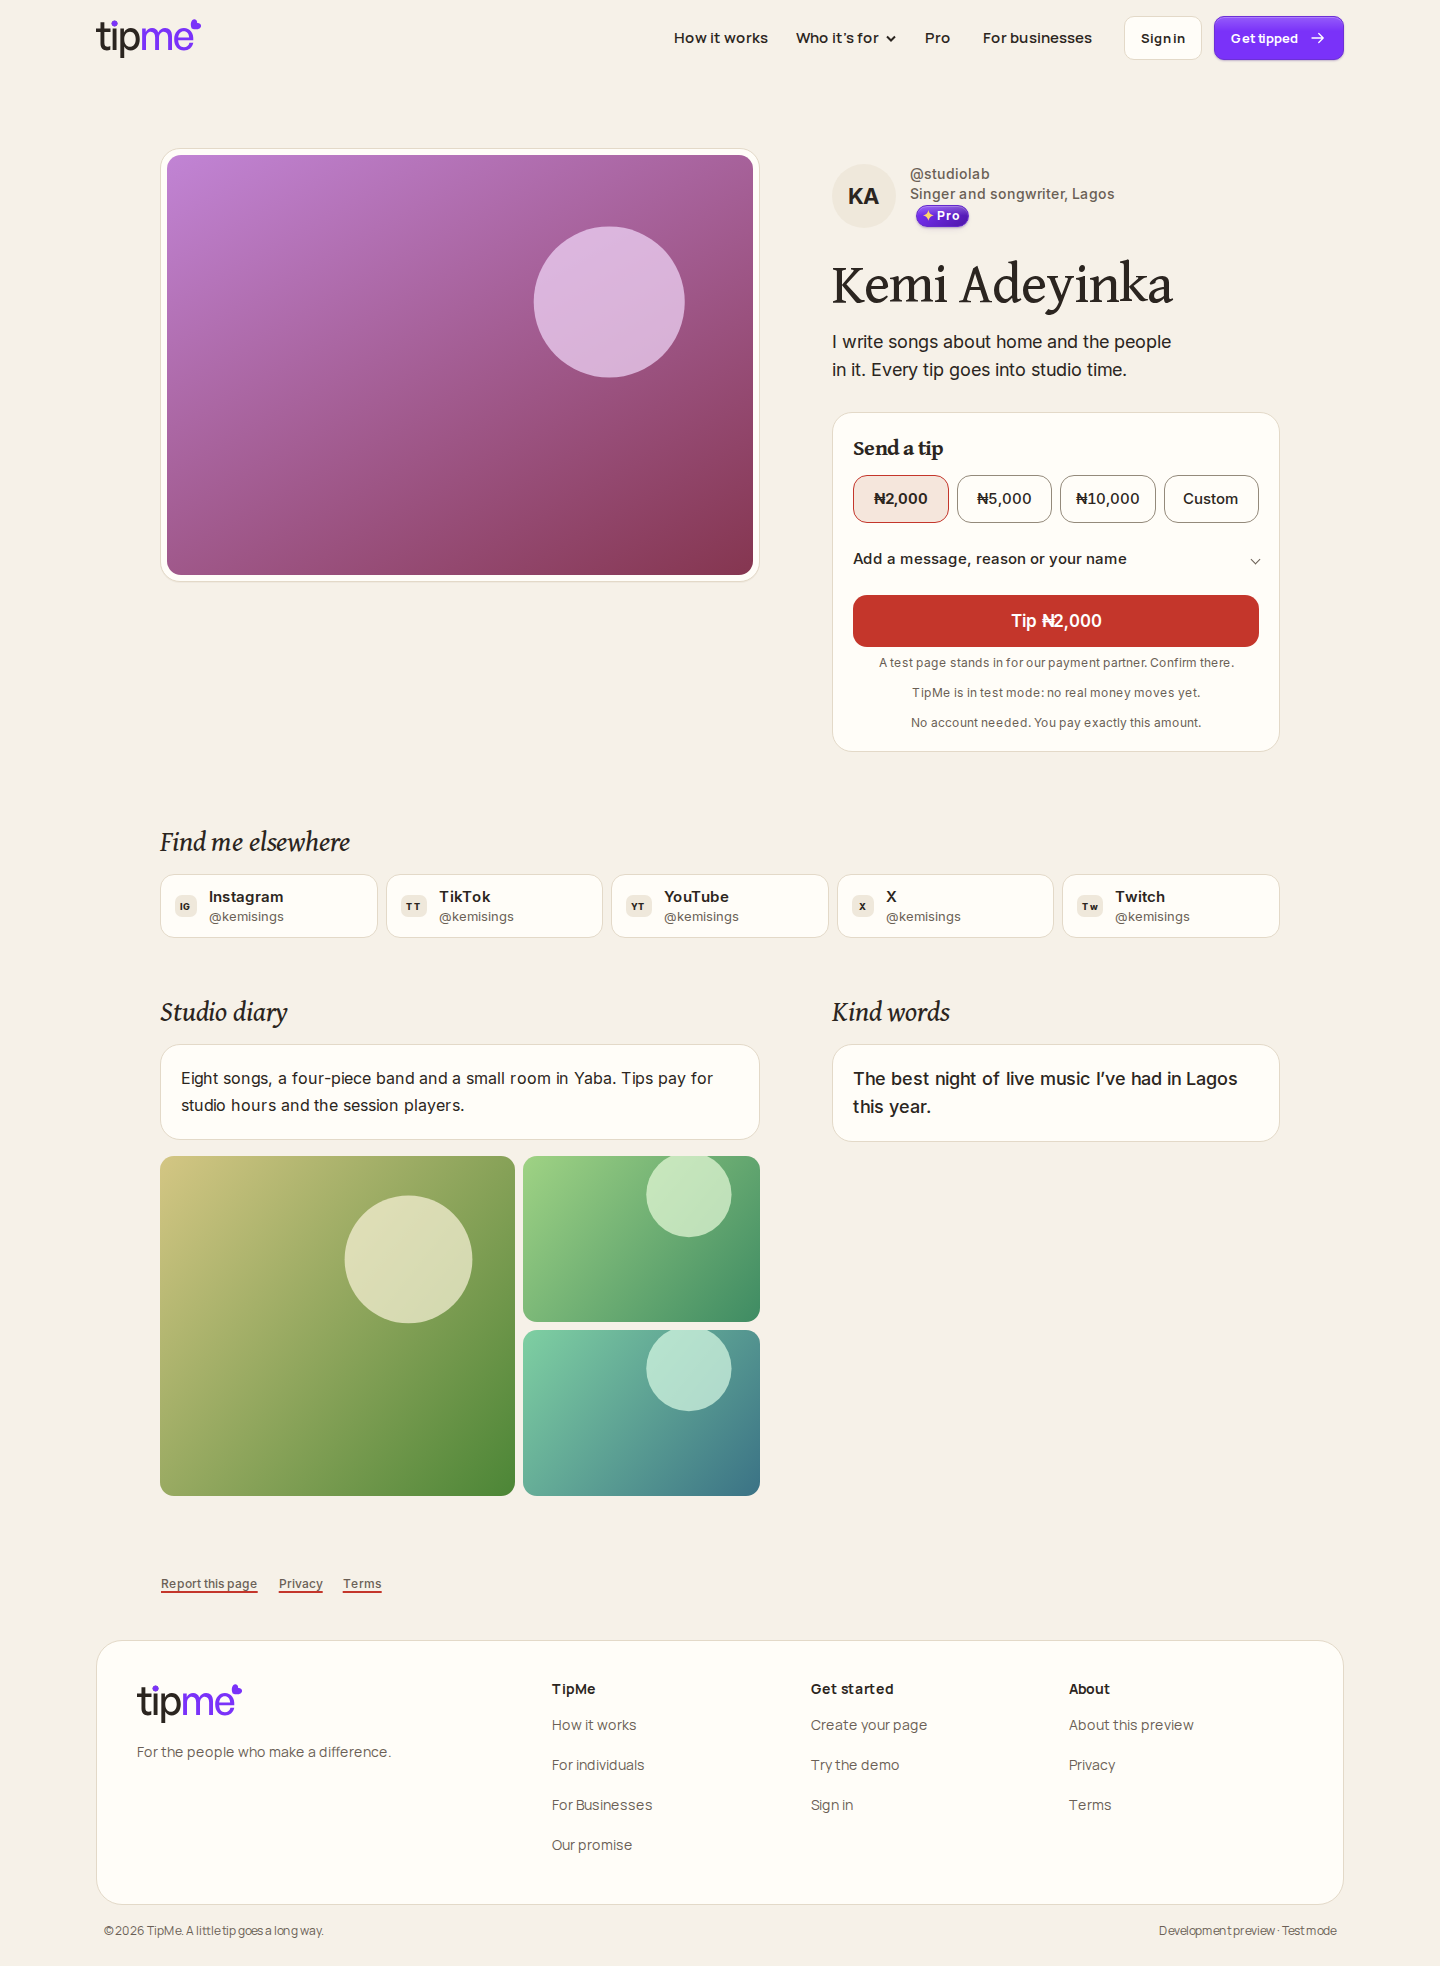 tipme
How it works
Who it's for
Pro
For businesses
Sign in
Get tipped
KA
@studiolab
Singer and songwriter, Lagos
Pro
Kemi Adeyinka
I write songs about home and the people
in it. Every tip goes into studio time.
Send a tip
₦2,000
₦5,000
₦10,000
Custom
Add a message, reason or your name
Tip ₦2,000
A test page stands in for our payment partner. Confirm there.
TipMe is in test mode: no real money moves yet.
No account needed. You pay exactly this amount.
Find me elsewhere
IG
Instagram
@kemisings
TT
TikTok
@kemisings
YT
YouTube
@kemisings
X
X
@kemisings
Tw
Twitch
@kemisings
Studio diary
Eight songs, a four-piece band and a small room in Yaba. Tips pay for
studio hours and the session players.
Kind words
The best night of live music I’ve had in Lagos
this year.
Report this page
Privacy
Terms
tipme
For the people who make a difference.
TipMe
How it works
For individuals
For Businesses
Our promise
Get started
Create your page
Try the demo
Sign in
About
About this preview
Privacy
Terms
© 2026 TipMe. A little tip goes a long way.
Development preview · Test mode